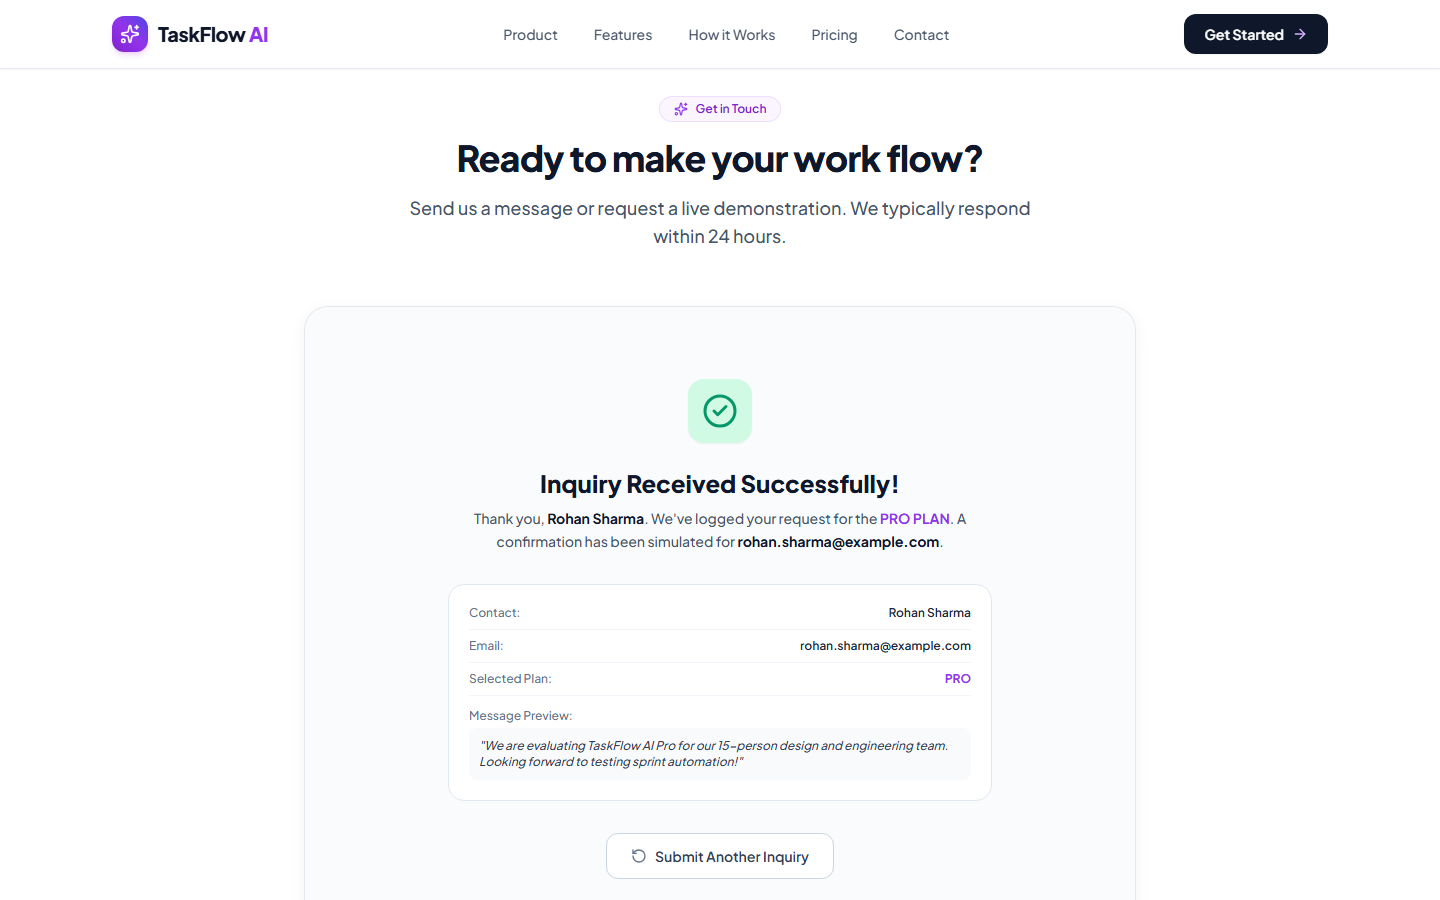 TaskFlow AI
Product
Features
How it Works
Pricing
Contact
Get Started
Get in Touch
Ready to make your work flow?
Send us a message or request a live demonstration. We typically respond
within 24 hours.
Inquiry Received Successfully!
Thank you, Rohan Sharma. We've logged your request for the PRO PLAN. A
confirmation has been simulated for rohan.sharma@example.com.
Contact: Rohan Sharma
Email: rohan.sharma@example.com
Selected Plan: PRO
Message Preview:
"We are evaluating TaskFlow AI Pro for our 15-person design and engineering team.
Looking forward to testing sprint automation!"
Submit Another Inquiry